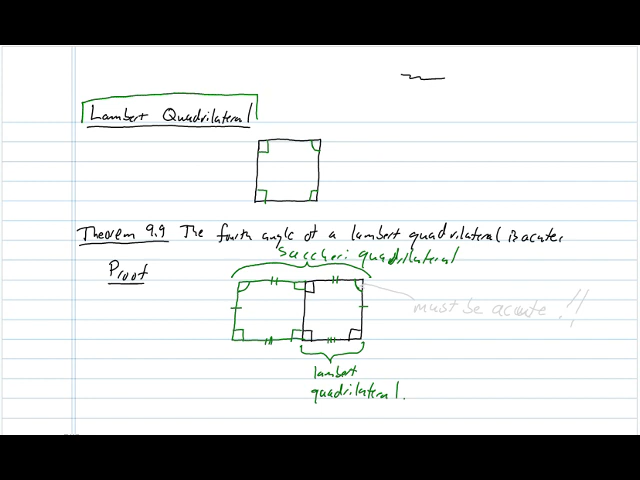 Lambert Quadrilateral
Theorem 9.9 The fourth angle of a lambert quadrilateral is acute.
Saccheri quadrilateral
Proof
must be acute!!
lambert
quadrilateral.